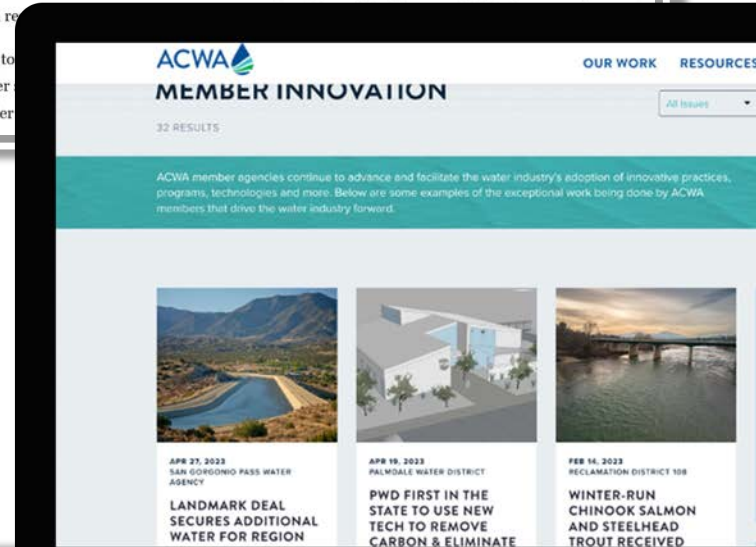 re
to
er
er
ACWA
OUR WORK RESOURCES
MEMBER INNOVATION
All Issues
32 RESULTS
ACWA member agencies continue to advance and facilitate the water industry's adoption of innovative practices,
programs, technologies and more. Below are some examples of the exceptional work being done by ACWA
members that drive the water industry forward.
APR 27, 2023
SAN GORGONIO PASS WATER
AGENCY
LANDMARK DEAL
SECURES ADDITIONAL
WATER FOR REGION
APR 19, 2023
PALMDALE WATER DISTRICT
PWD FIRST IN THE
STATE TO USE NEW
TECH TO REMOVE
CARBON & ELIMINATE
FEB 14, 2023
RECLAMATION DISTRICT 108
WINTER-RUN
CHINOOK SALMON
AND STEELHEAD
TROUT RECEIVED